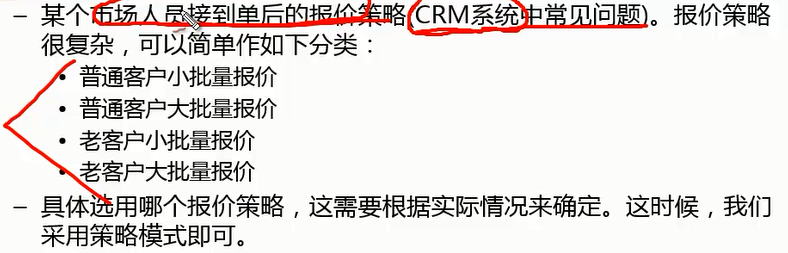 – 某个市场人员接到单后的报价策略(CRM系统中常见问题)。报价策略
很复杂，可以简单作如下分类：
• 普通客户小批量报价
• 普通客户大批量报价
• 老客户小批量报价
• 老客户大批量报价
– 具体选用哪个报价策略，这需要根据实际情况来确定。这时候，我们
采用策略模式即可。